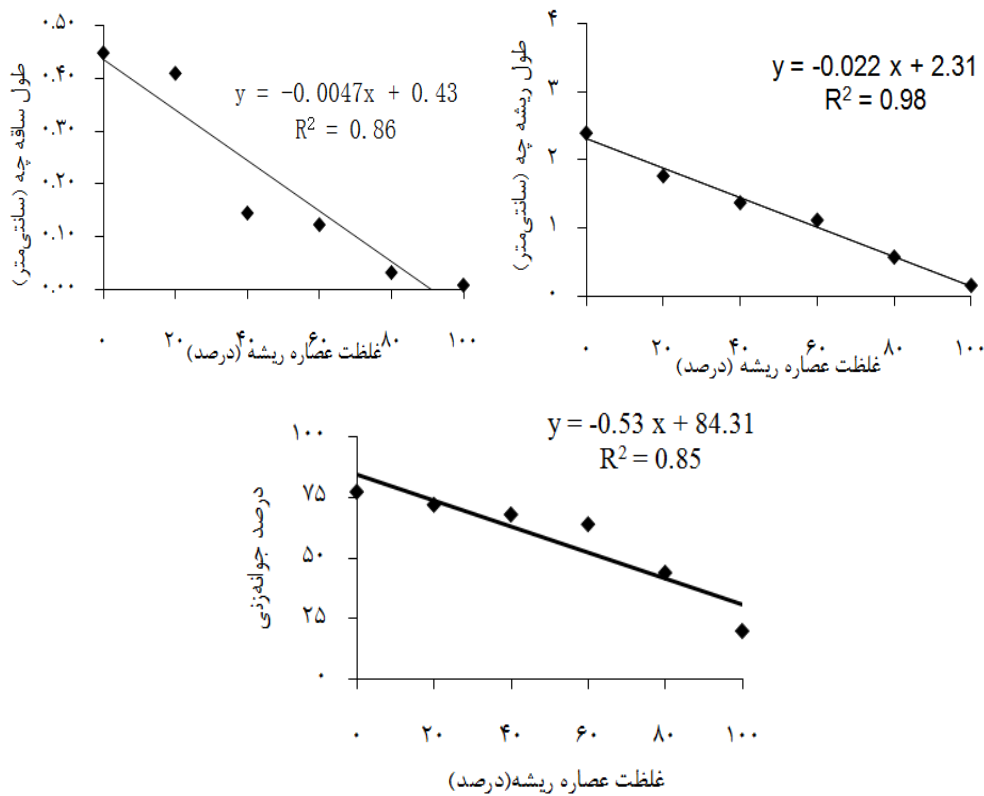 طول ساقه چه (سانتی‌متر)
۰.۵۰
۰.۴۰
۰.۳۰
۰.۲۰
۰.۱۰
۰.۰۰
y = -0.0047x + 0.43
R² = 0.86
۰ ۲۰ ۴۰ ۶۰ ۸۰ ۱۰۰
غلظت عصاره ریشه (درصد)
طول ریشه چه (سانتی‌متر)
۴
۳
۲
۱
۰
y = -0.022 x + 2.31
R² = 0.98
۰ ۲۰ ۴۰ ۶۰ ۸۰ ۱۰۰
غلظت عصاره ریشه (درصد)
درصد جوانه‌زنی
۱۰۰
۷۵
۵۰
۲۵
۰
y = -0.53 x + 84.31
R² = 0.85
۰ ۲۰ ۴۰ ۶۰ ۸۰ ۱۰۰
غلظت عصاره ریشه(درصد)